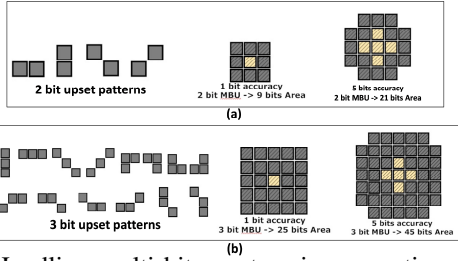 2 bit upset patterns
1 bit accuracy
2 bit MBU -> 9 bits Area
5 bits accuracy
2 bit MBU -> 21 bits Area
(a)
3 bit upset patterns
1 bit accuracy
3 bit MBU -> 25 bits Area
5 bits accuracy
3 bit MBU -> 45 bits Area
(b)